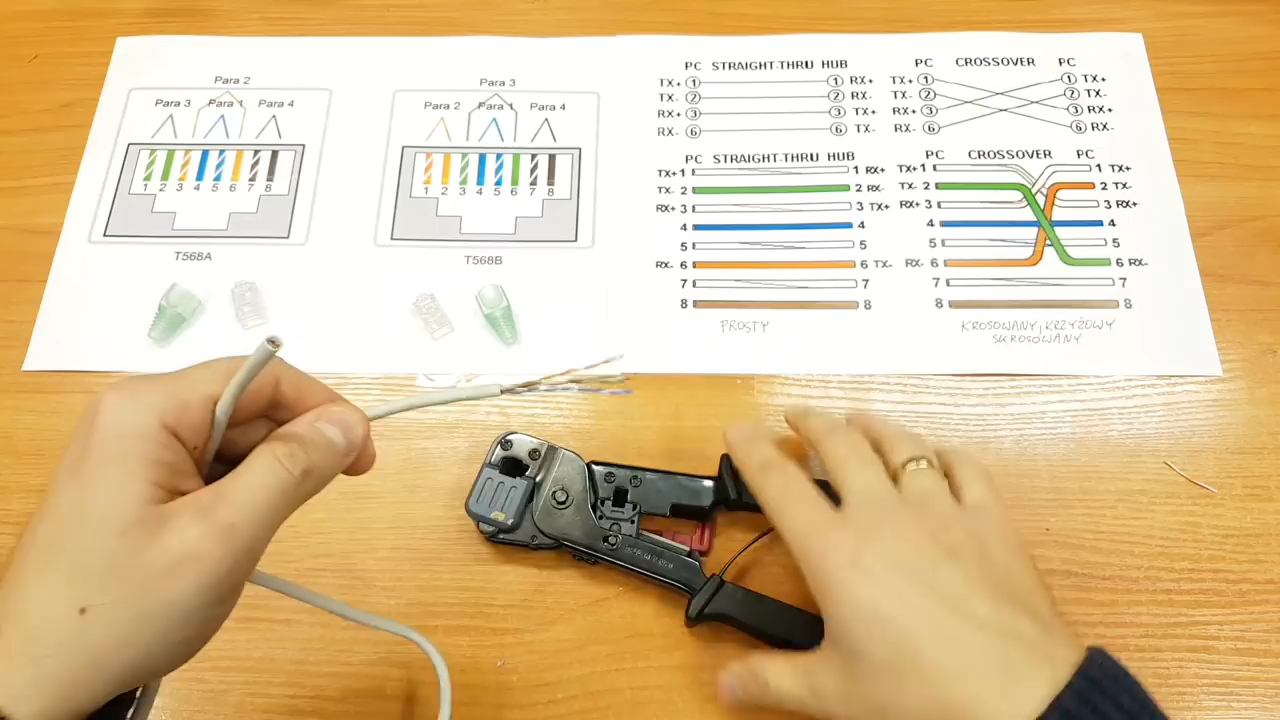 Para 2
Para 3 Para 1 Para 4
1 2 3 4 5 6 7 8
T568A
Para 3
Para 2 Para 1 Para 4
1 2 3 4 5 6 7 8
T568B
PC STRAIGHT-THRU HUB
TX+ 1 1 RX+
TX- 2 2 RX-
RX+ 3 3 TX+
RX- 6 6 TX-
PC CROSSOVER PC
TX+ 1 1 TX+
TX- 2 2 TX-
RX+ 3 3 RX+
RX- 6 6 RX-
PC STRAIGHT-THRU HUB
TX+ 1 1 RX+
TX- 2 2 RX-
RX+ 3 3 TX+
4 4
5 5
RX- 6 6 TX-
7 7
8 8
PROSTY
PC CROSSOVER PC
TX+ 1 1 TX+
TX- 2 2 TX-
RX+ 3 3 RX+
4 4
5 5
RX- 6 6 RX-
7 7
8 8
KROSOWANY, KRZYŻOWY
SKROSOWANY